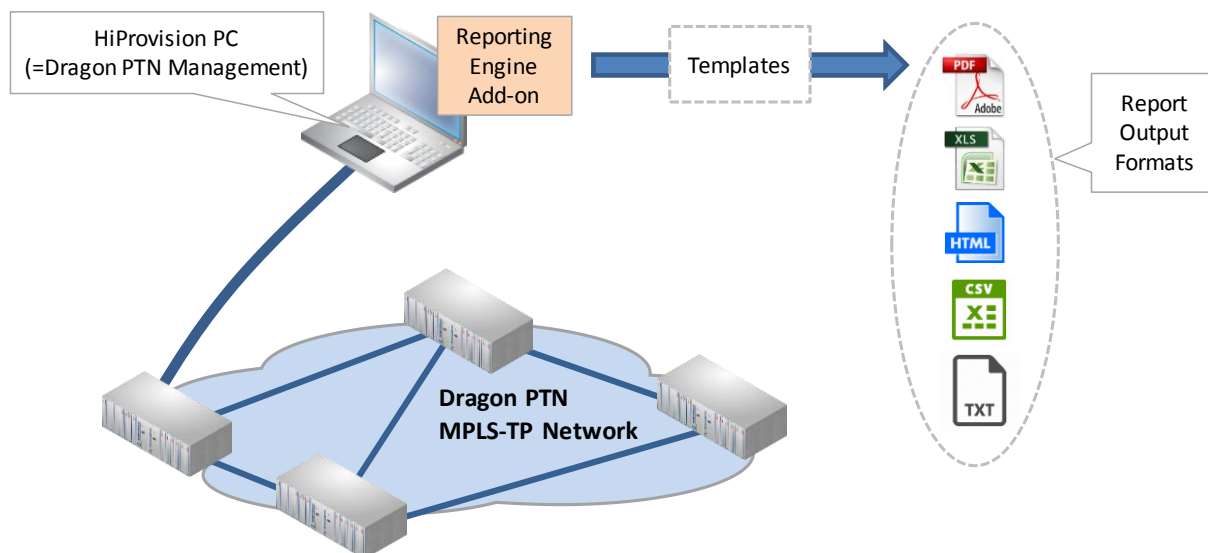 HiProvision PC
(=Dragon PTN Management)
Reporting
Engine
Add-on
Templates
PDF
Adobe
XLS
HTML
CSV
TXT
Report
Output
Formats
Dragon PTN
MPLS-TP Network